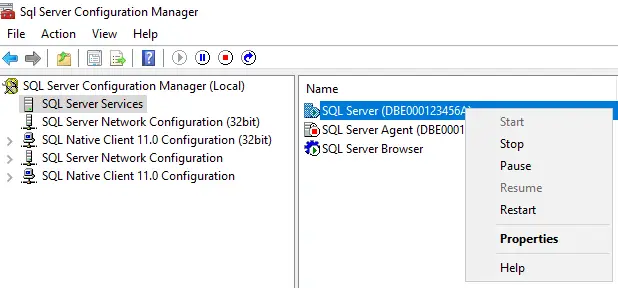 Sql Server Configuration Manager
File Action View Help
SQL Server Configuration Manager (Local)
SQL Server Services
SQL Server Network Configuration (32bit)
SQL Native Client 11.0 Configuration (32bit)
SQL Server Network Configuration
SQL Native Client 11.0 Configuration
Name
SQL Server (DBE000123456A)
SQL Server Agent (DBE0001
SQL Server Browser
Start
Stop
Pause
Resume
Restart
Properties
Help